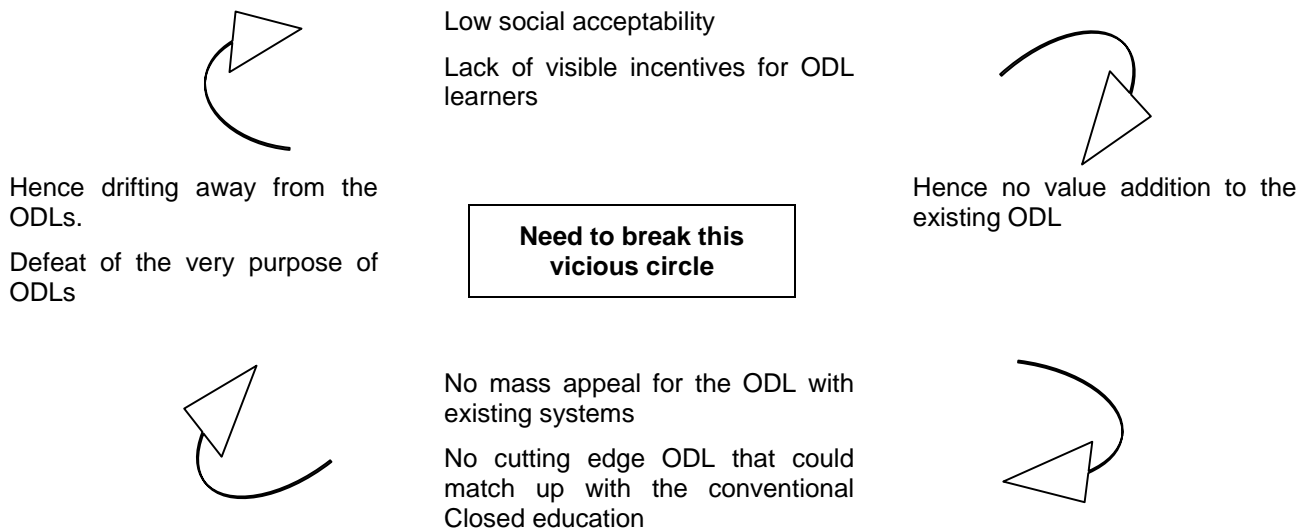 Low social acceptability
Lack of visible incentives for ODL
learners
Hence drifting away from the
ODLs.
Defeat of the very purpose of
ODLs
Need to break this
vicious circle
Hence no value addition to the
existing ODL
No mass appeal for the ODL with
existing systems
No cutting edge ODL that could
match up with the conventional
Closed education